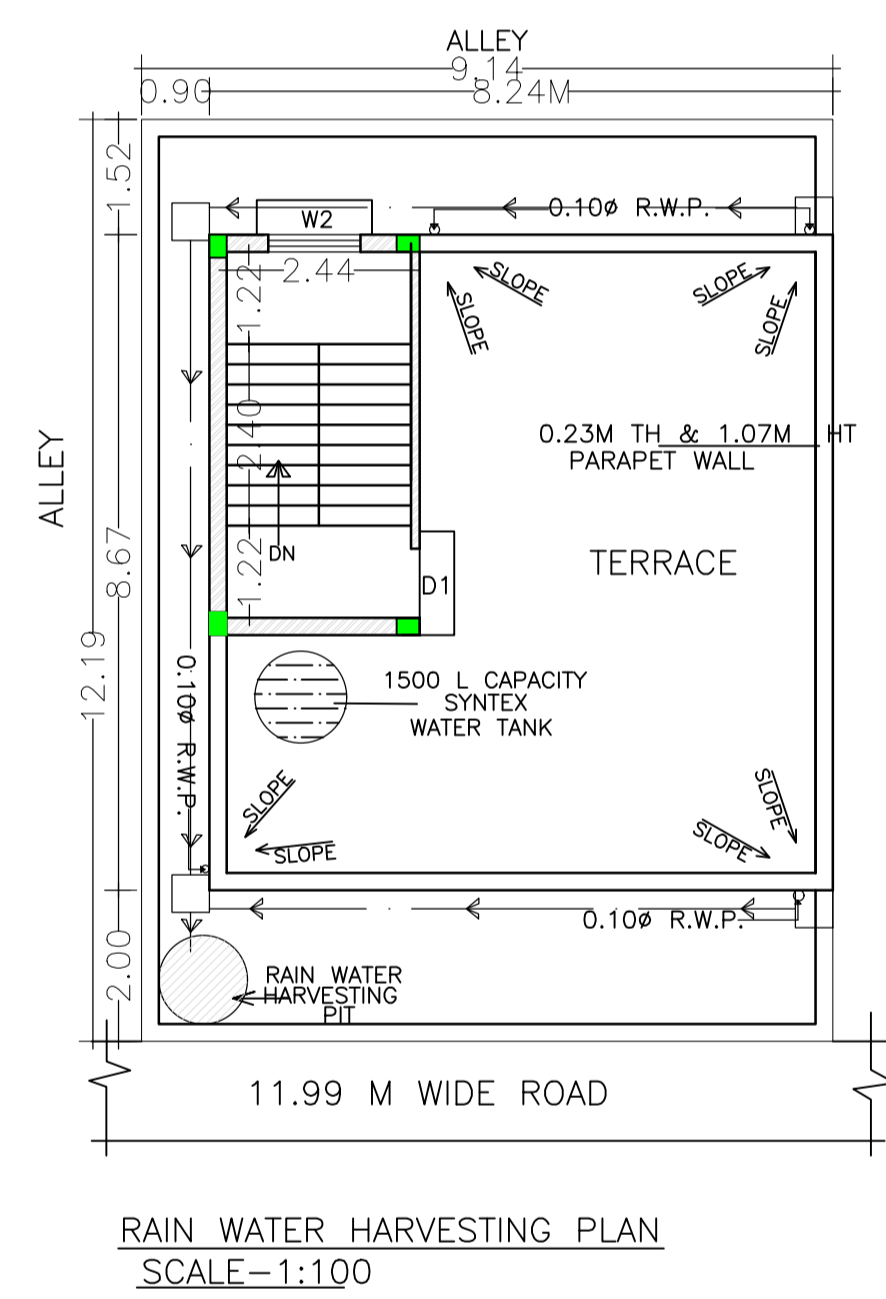 ALLEY
9.14
0.90 8.24M
1.52
0.10ø R.W.P.
W2
2.44
1.22
SLOPE
SLOPE
SLOPE
SLOPE
2.40
0.23M TH & 1.07M HT
PARAPET WALL
ALLEY
8.67
12.19
DN
1.22
D1
TERRACE
0.10ø R.W.P.
1500 L CAPACITY
SYNTEX
WATER TANK
SLOPE
SLOPE
SLOPE
SLOPE
0.10ø R.W.P.
2.00
RAIN WATER
HARVESTING
PIT
11.99 M WIDE ROAD
RAIN WATER HARVESTING PLAN
SCALE-1:100